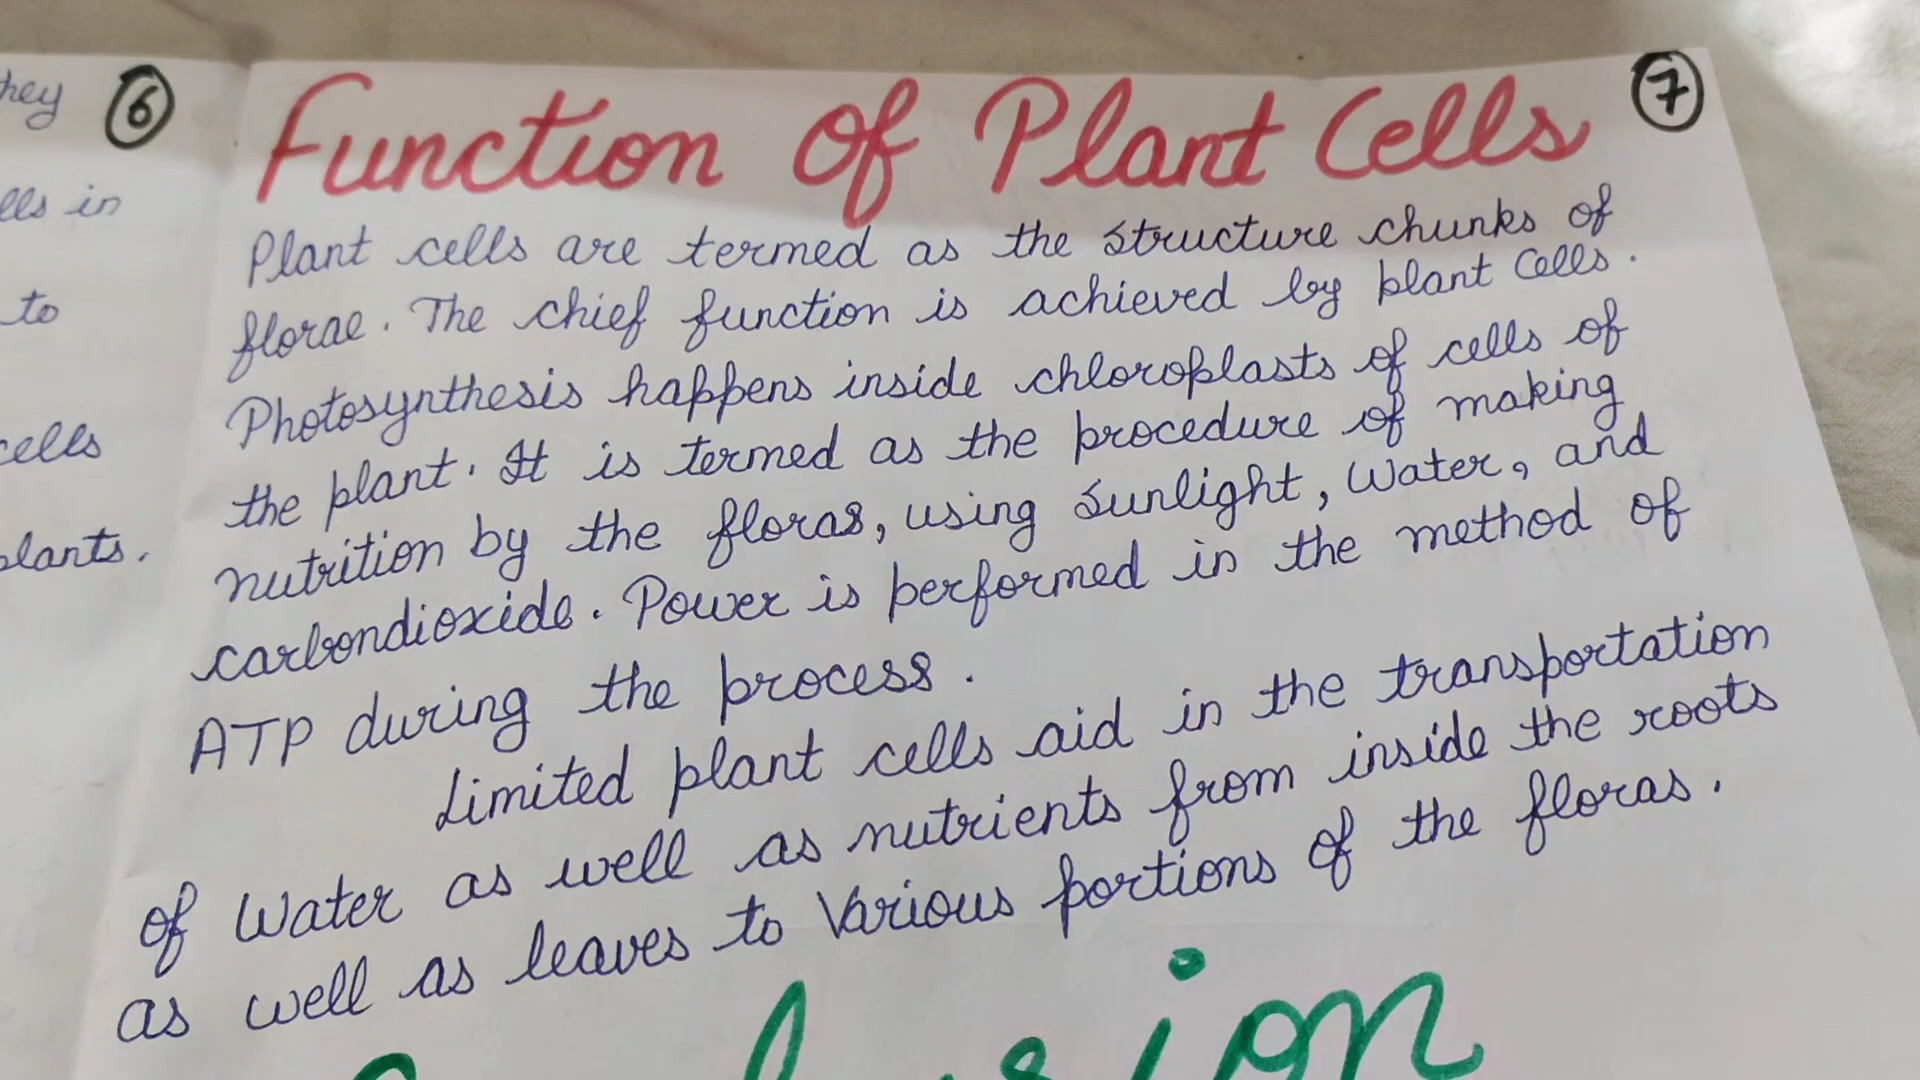 hey
lls in
to
cells
plants.
6
Function of Plant Cells
7
Plant cells are termed as the structure chunks of
florae. The chief function is achieved by plant Cells.
Photosynthesis happens inside chloroplasts of cells of
the plant. It is termed as the procedure of making
nutrition by the floras, using Sunlight, Water, and
carbondioxide. Power is performed in the method of
ATP during the process.
Limited plant cells aid in the transportation
of Water as well as nutrients from inside the roots
as well as leaves to Various portions of the floras.